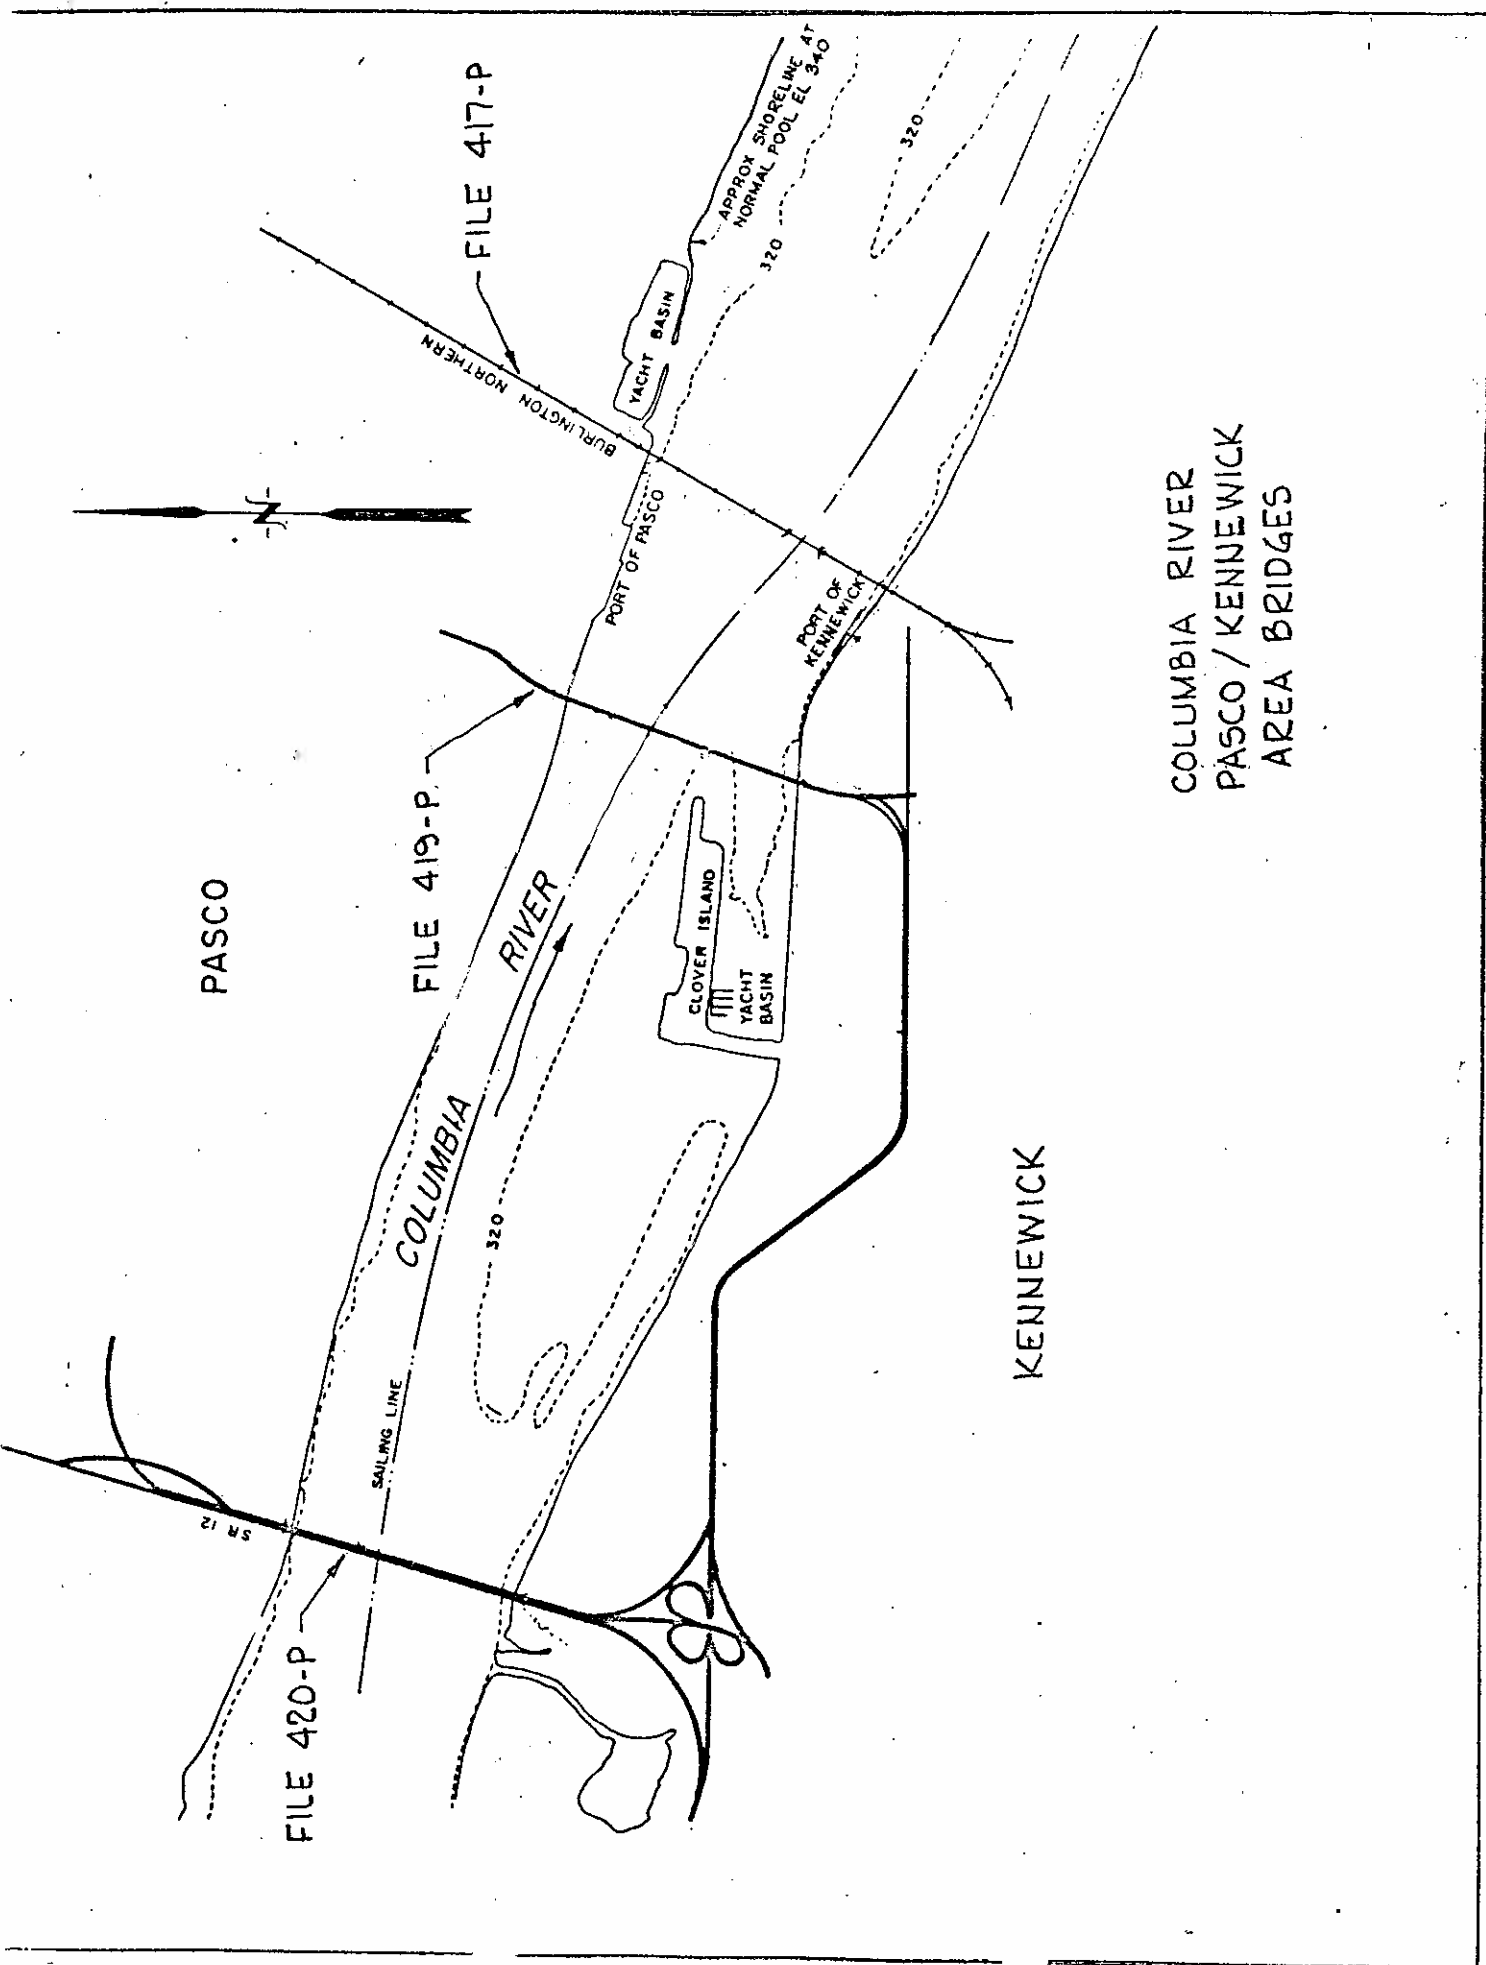 FILE 417-P
BURLINGTON NORTHERN
YACHT BASIN
APPROX SHORELINE AT
NORMAL POOL EL 340
320
320
N
PORT OF PASCO
PORT OF
KENNEWICK
PASCO
FILE 419-P
COLUMBIA RIVER
CLOVER ISLAND
YACHT
BASIN
320
SAILING LINE
SR 12
FILE 420-P
KENNEWICK
COLUMBIA RIVER
PASCO / KENNEWICK
AREA BRIDGES